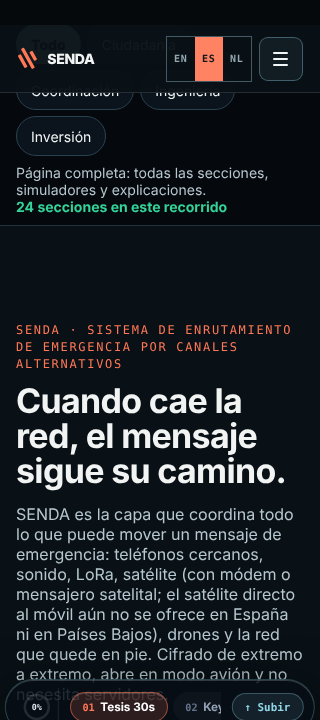 Todo Ciudadanía
SENDA
EN ES NL
Coordinación Ingeniería
Inversión
Página completa: todas las secciones,
simuladores y explicaciones.
24 secciones en este recorrido
SENDA · SISTEMA DE ENRUTAMIENTO
DE EMERGENCIA POR CANALES
ALTERNATIVOS
Cuando cae la
red, el mensaje
sigue su camino.
SENDA es la capa que coordina todo
lo que puede mover un mensaje de
emergencia: teléfonos cercanos,
sonido, LoRa, satélite (con módem o
mensajero satelital; el satélite directo
al móvil aún no se ofrece en España
ni en Países Bajos), drones y la red
que quede en pie. Cifrado de extremo
a extremo, abre en modo avión y no
necesita servidores.
0% 01 Tesis 30s 02 Key ↑ Subir